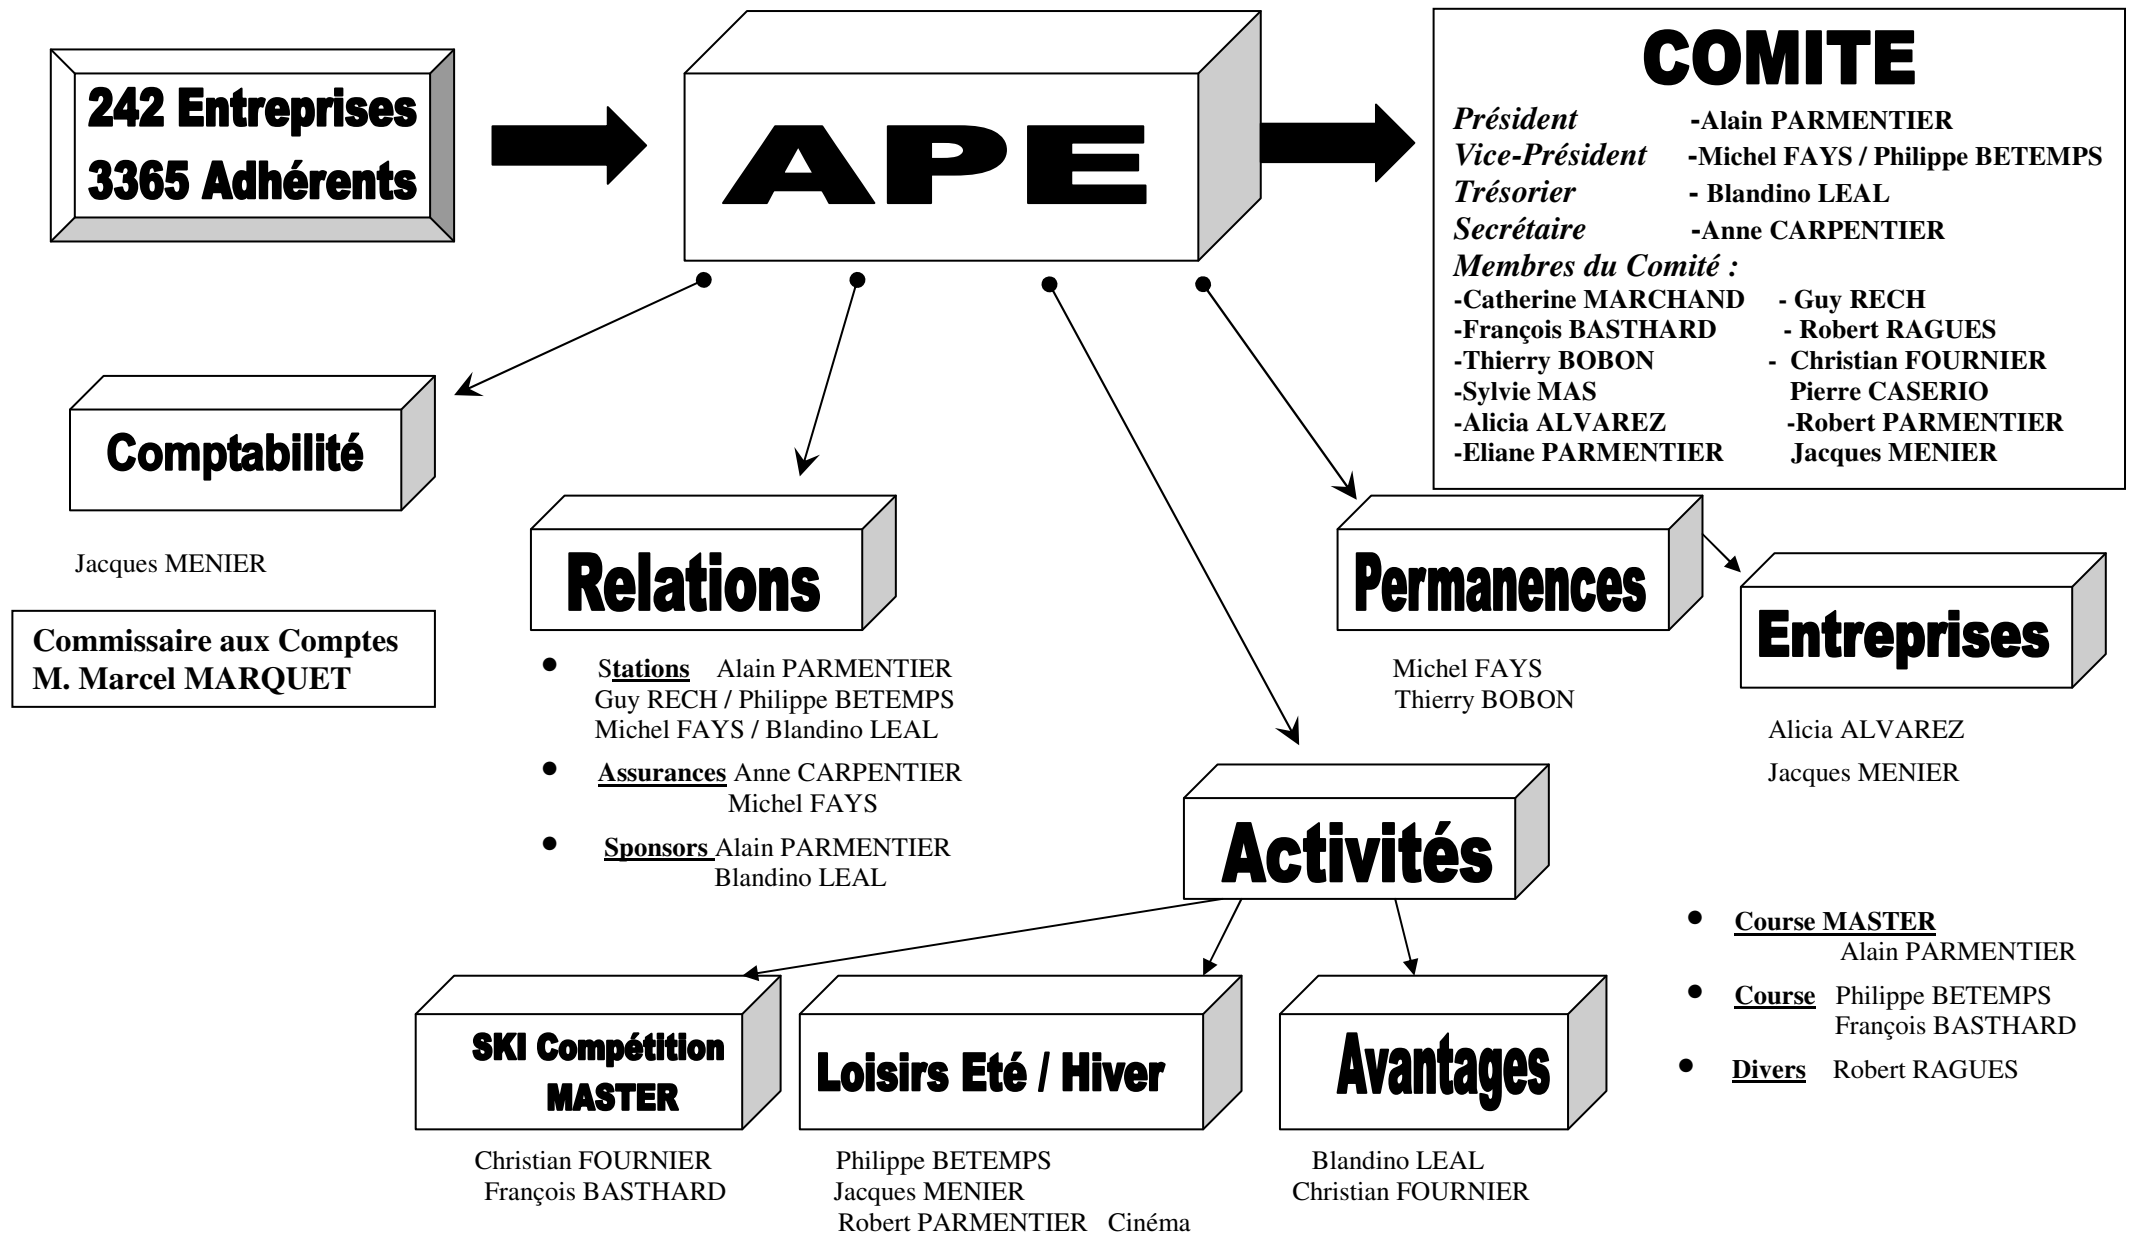 242 Entreprises
3365 Adhérents
APE
COMITE
Président -Alain PARMENTIER
Vice-Président -Michel FAYS / Philippe BETEMPS
Trésorier - Blandino LEAL
Secrétaire -Anne CARPENTIER
Membres du Comité :
-Catherine MARCHAND - Guy RECH
-François BASTHARD - Robert RAGUES
-Thierry BOBON - Christian FOURNIER
-Sylvie MAS Pierre CASERIO
-Alicia ALVAREZ -Robert PARMENTIER
-Eliane PARMENTIER Jacques MENIER
Comptabilité
Jacques MENIER
Commissaire aux Comptes
M. Marcel MARQUET
Relations
• Stations Alain PARMENTIER
Guy RECH / Philippe BETEMPS
Michel FAYS / Blandino LEAL
• Assurances Anne CARPENTIER
Michel FAYS
• Sponsors Alain PARMENTIER
Blandino LEAL
Permanences
Michel FAYS
Thierry BOBON
Entreprises
Alicia ALVAREZ
Jacques MENIER
Activités
• Course MASTER
Alain PARMENTIER
• Course Philippe BETEMPS
François BASTHARD
• Divers Robert RAGUES
SKI Compétition
MASTER
Christian FOURNIER
François BASTHARD
Loisirs Eté / Hiver
Philippe BETEMPS
Jacques MENIER
Robert PARMENTIER Cinéma
Avantages
Blandino LEAL
Christian FOURNIER